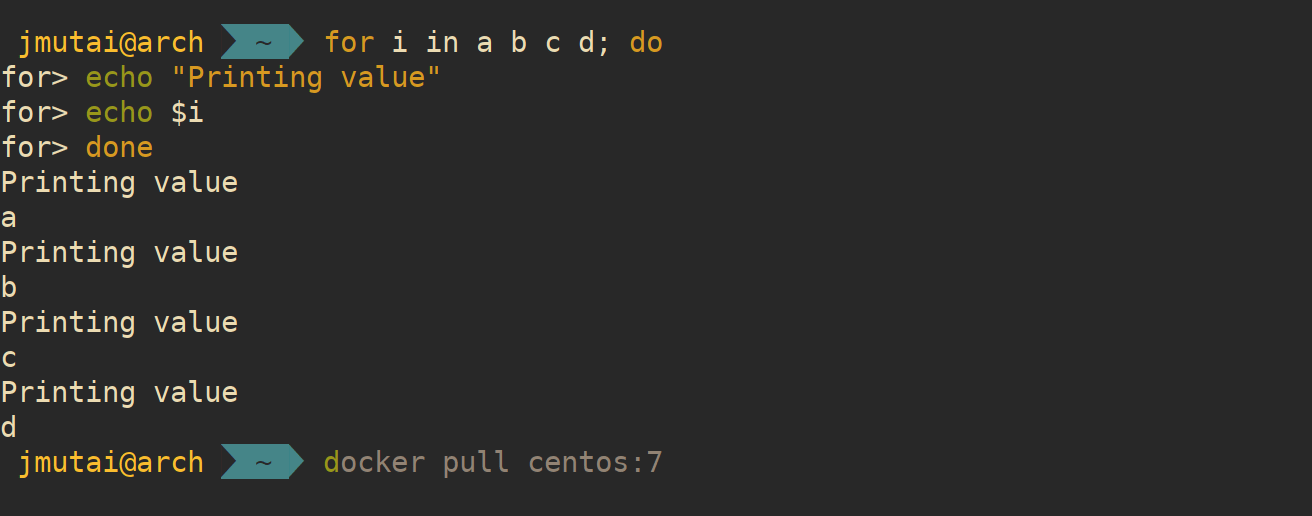 jmutai@arch ~ for i in a b c d; do
for> echo "Printing value"
for> echo $i
for> done
Printing value
a
Printing value
b
Printing value
c
Printing value
d
jmutai@arch ~ docker pull centos:7